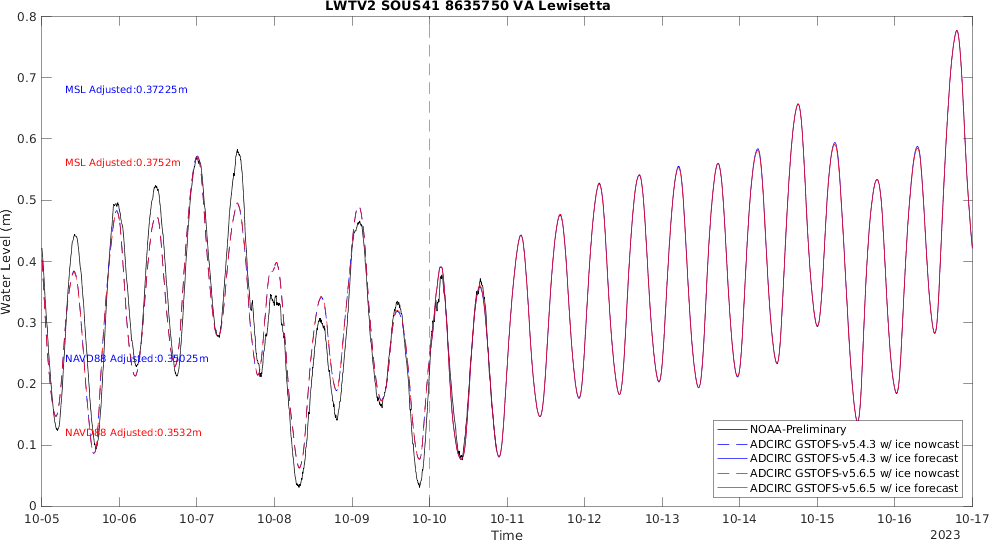 LWTV2 SOUS41 8635750 VA Lewisetta
Water Level (m)
0.8
0.7
0.6
0.5
0.4
0.3
0.2
0.1
0
MSL Adjusted:0.37225m
MSL Adjusted:0.3752m
NAVD88 Adjusted:0.35025m
NAVD88 Adjusted:0.3532m
NOAA-Preliminary
ADCIRC GSTOFS-v5.4.3 w/ ice nowcast
ADCIRC GSTOFS-v5.4.3 w/ ice forecast
ADCIRC GSTOFS-v5.6.5 w/ ice nowcast
ADCIRC GSTOFS-v5.6.5 w/ ice forecast
10-05 10-06 10-07 10-08 10-09 10-10 10-11 10-12 10-13 10-14 10-15 10-16 10-17
Time
2023